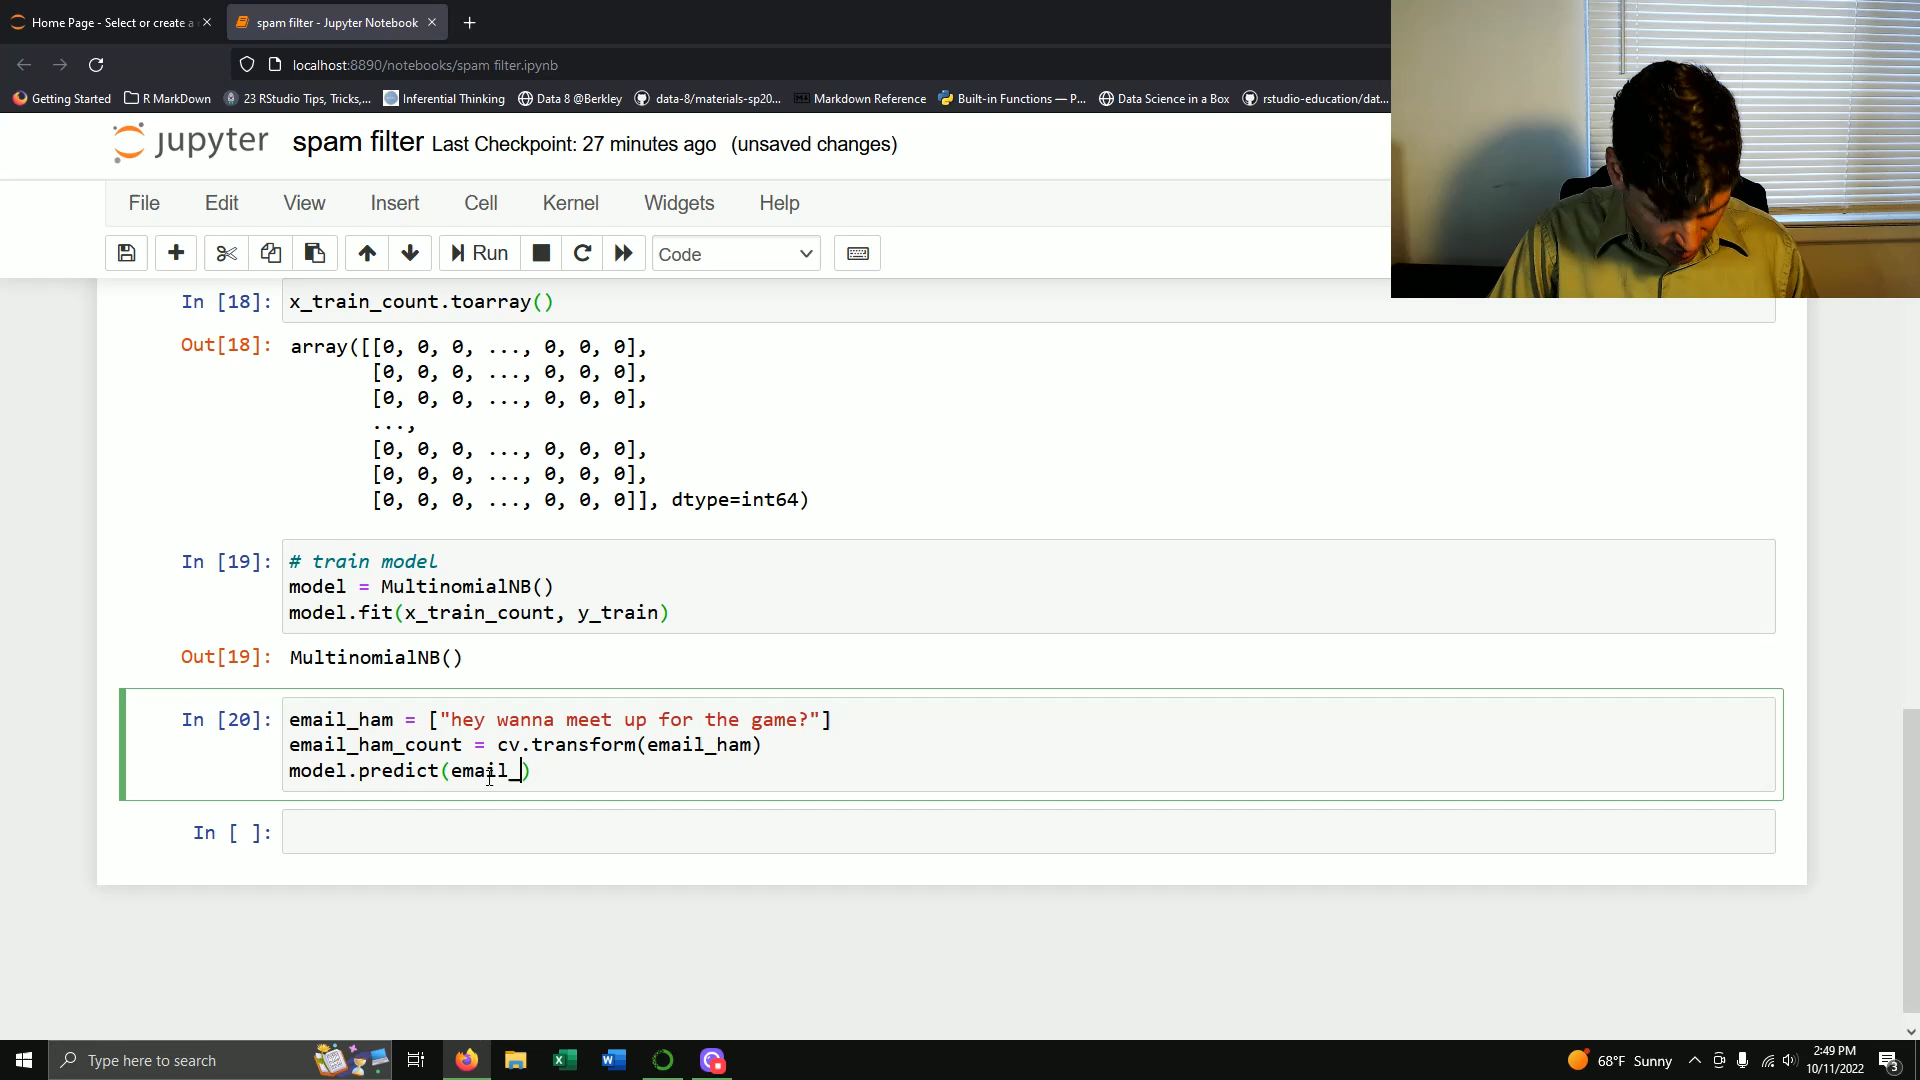 Home Page - Select or create a
spam filter - Jupyter Notebook
localhost:8890/notebooks/spam filter.ipynb
Getting Started
R MarkDown
23 RStudio Tips, Tricks,...
Inferential Thinking
Data 8 @Berkley
data-8/materials-sp20...
Markdown Reference
Built-in Functions — P...
Data Science in a Box
rstudio-education/dat...
jupyter spam filter Last Checkpoint: 27 minutes ago (unsaved changes)
File Edit View Insert Cell Kernel Widgets Help
Run Code
In [18]: x_train_count.toarray()
Out[18]: array([[0, 0, 0, ..., 0, 0, 0],
[0, 0, 0, ..., 0, 0, 0],
[0, 0, 0, ..., 0, 0, 0],
...,
[0, 0, 0, ..., 0, 0, 0],
[0, 0, 0, ..., 0, 0, 0],
[0, 0, 0, ..., 0, 0, 0]], dtype=int64)
In [19]: # train model
model = MultinomialNB()
model.fit(x_train_count, y_train)
Out[19]: MultinomialNB()
In [20]: email_ham = ["hey wanna meet up for the game?"]
email_ham_count = cv.transform(email_ham)
model.predict(email_)
In [ ]:
Type here to search
68°F Sunny
2:49 PM
10/11/2022
3